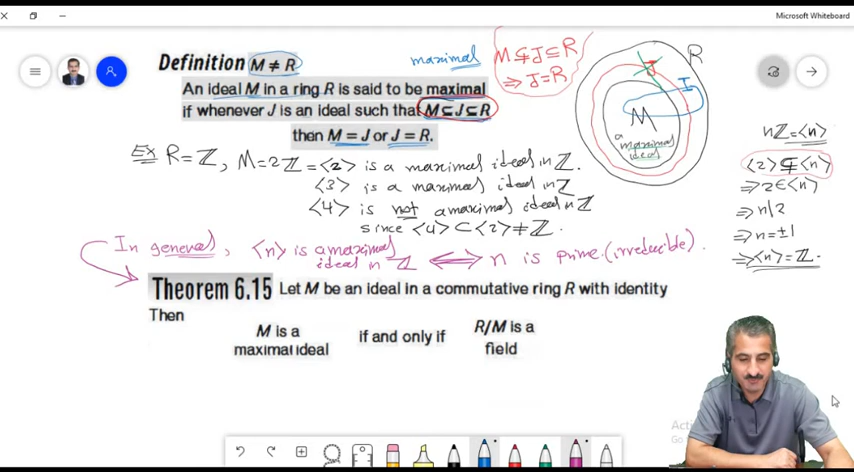 Microsoft Whiteboard
Definition M ≠ R
maximal
M ⊊ J ⊆ R
⇒ J = R
An ideal M in a ring R is said to be maximal
if whenever J is an ideal such that M ⊆ J ⊆ R
then M = J or J = R.
R
J
I
M
a maximal ideal
Ex R = ℤ, M = 2ℤ = <2> is a maximal ideal in ℤ.
<3> is a maximal ideal in ℤ
<4> is not a maximal ideal in ℤ
since <4> ⊂ <2> ≠ ℤ.
nℤ = <n>
<2> ⊊ <n>
⇒ 2 ∈ <n>
⇒ n/2
⇒ n = ±1
⇒ <n> = ℤ.
In general, <n> is a maximal ideal in ℤ ⟺ n is prime. (irreducible).
Theorem 6.15 Let M be an ideal in a commutative ring R with identity
Then
M is a maximal ideal if and only if R/M is a field